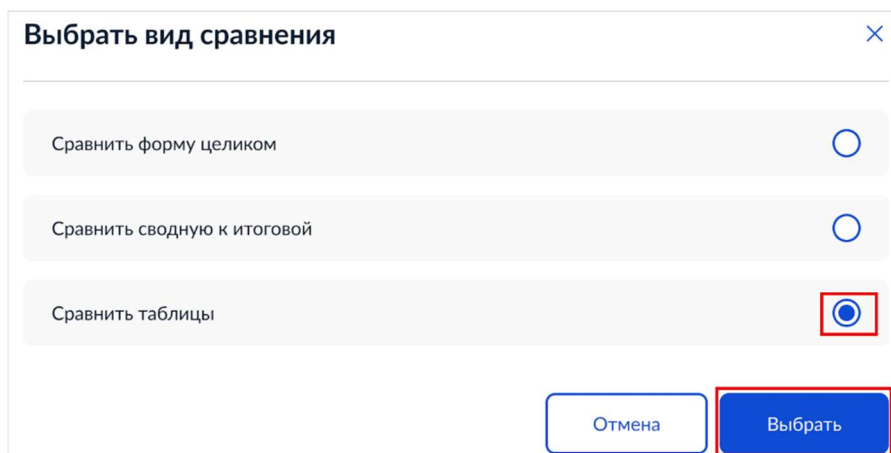 Выбрать вид сравнения
Сравнить форму целиком
Сравнить сводную к итоговой
Сравнить таблицы
Отмена
Выбрать